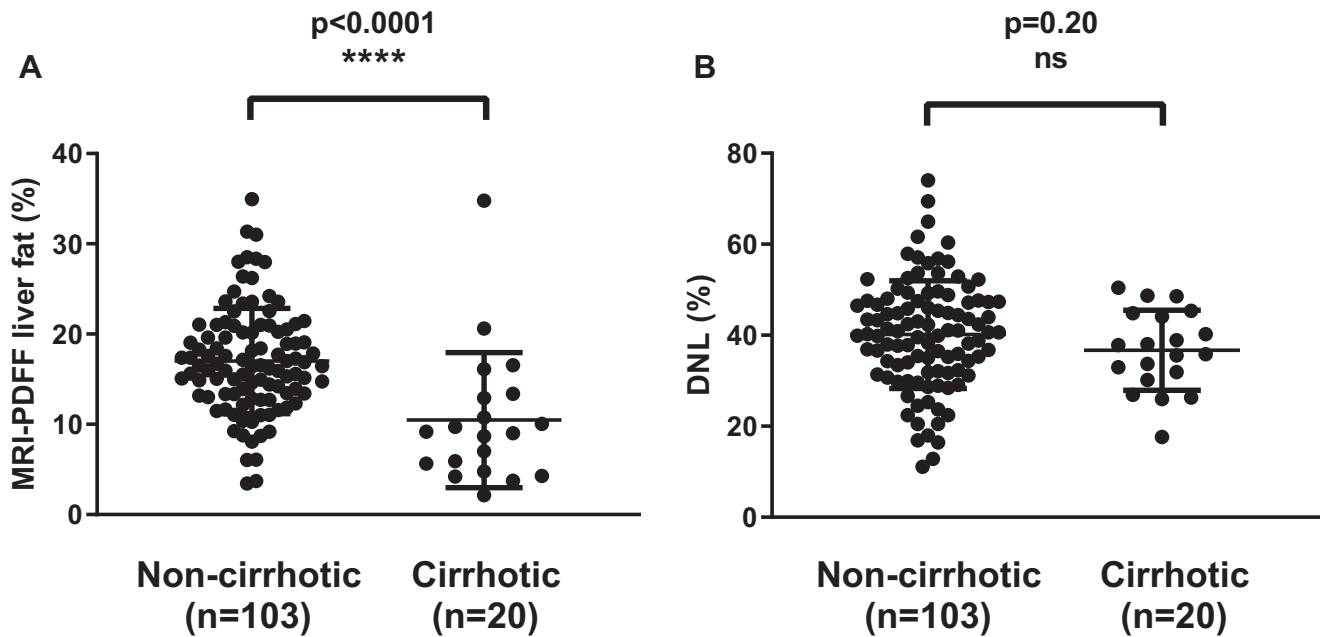 A
p<0.0001
****
MRI-PDFF liver fat (%)
40
30
20
10
0
Non-cirrhotic
(n=103)
Cirrhotic
(n=20)
B
p=0.20
ns
DNL (%)
80
60
40
20
0
Non-cirrhotic
(n=103)
Cirrhotic
(n=20)